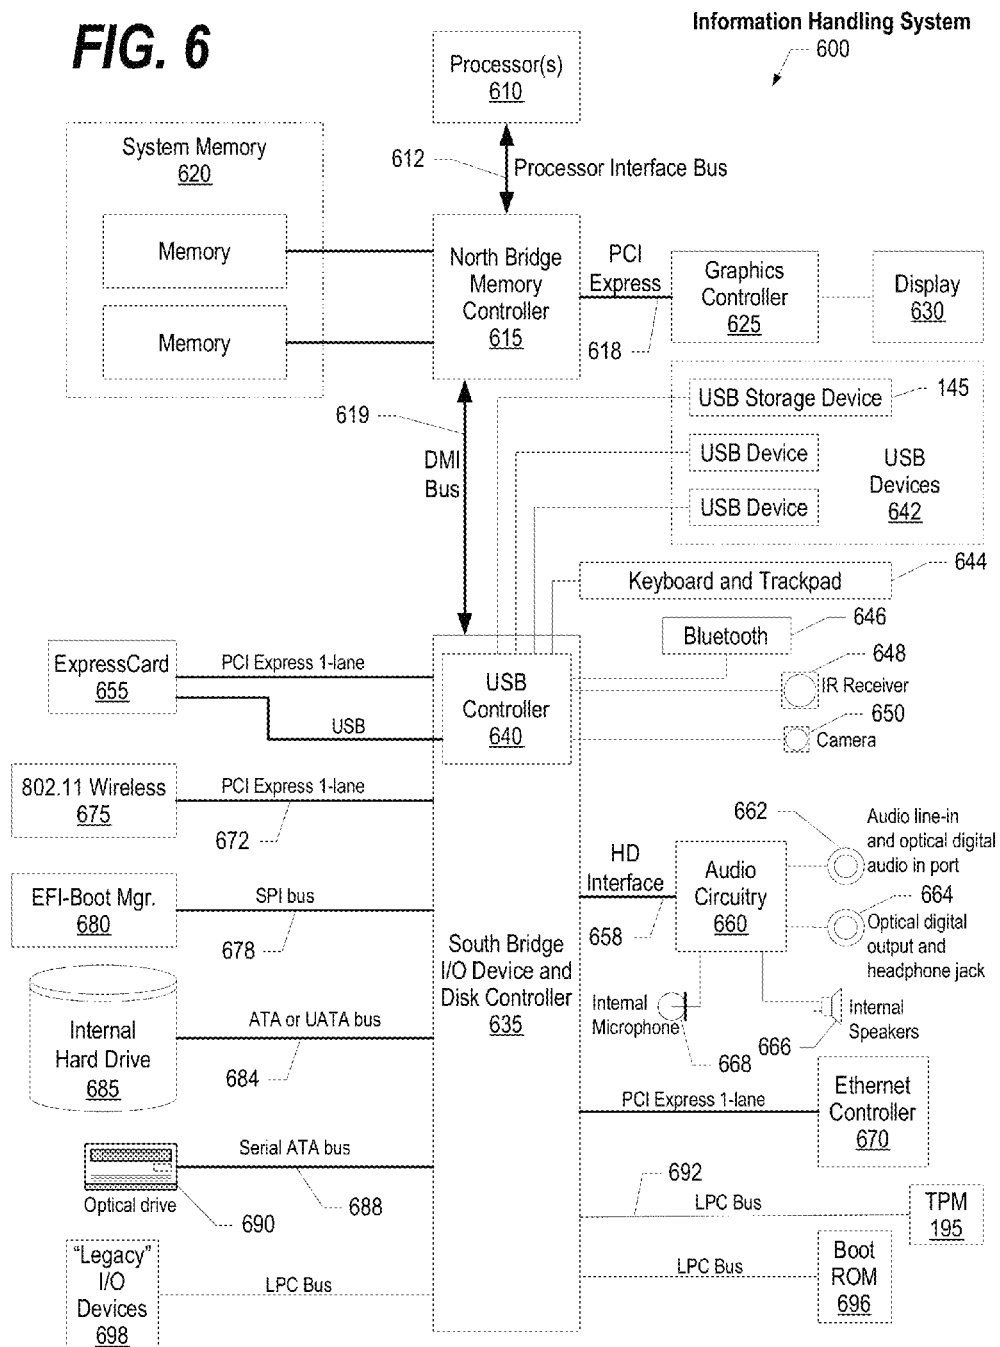 FIG. 6
Information Handling System
600
Processor(s)
610
612
Processor Interface Bus
System Memory
620
Memory
Memory
North Bridge
Memory
Controller
615
PCI
Express
618
Graphics
Controller
625
Display
630
619
DMI
Bus
USB Storage Device
145
USB Device
USB Device
USB
Devices
642
Keyboard and Trackpad
644
Bluetooth
646
648
IR Receiver
650
Camera
ExpressCard
655
PCI Express 1-lane
USB
USB
Controller
640
802.11 Wireless
675
PCI Express 1-lane
672
EFI-Boot Mgr.
680
SPI bus
678
South Bridge
I/O Device and
Disk Controller
635
HD
Interface
658
Audio
Circuitry
660
662
Audio line-in
and optical digital
audio in port
664
Optical digital
output and
headphone jack
Internal
Microphone
668
Internal
Speakers
666
Internal
Hard Drive
685
ATA or UATA bus
684
PCI Express 1-lane
Ethernet
Controller
670
Optical drive
690
Serial ATA bus
688
692
LPC Bus
TPM
195
"Legacy"
I/O
Devices
698
LPC Bus
LPC Bus
Boot
ROM
696